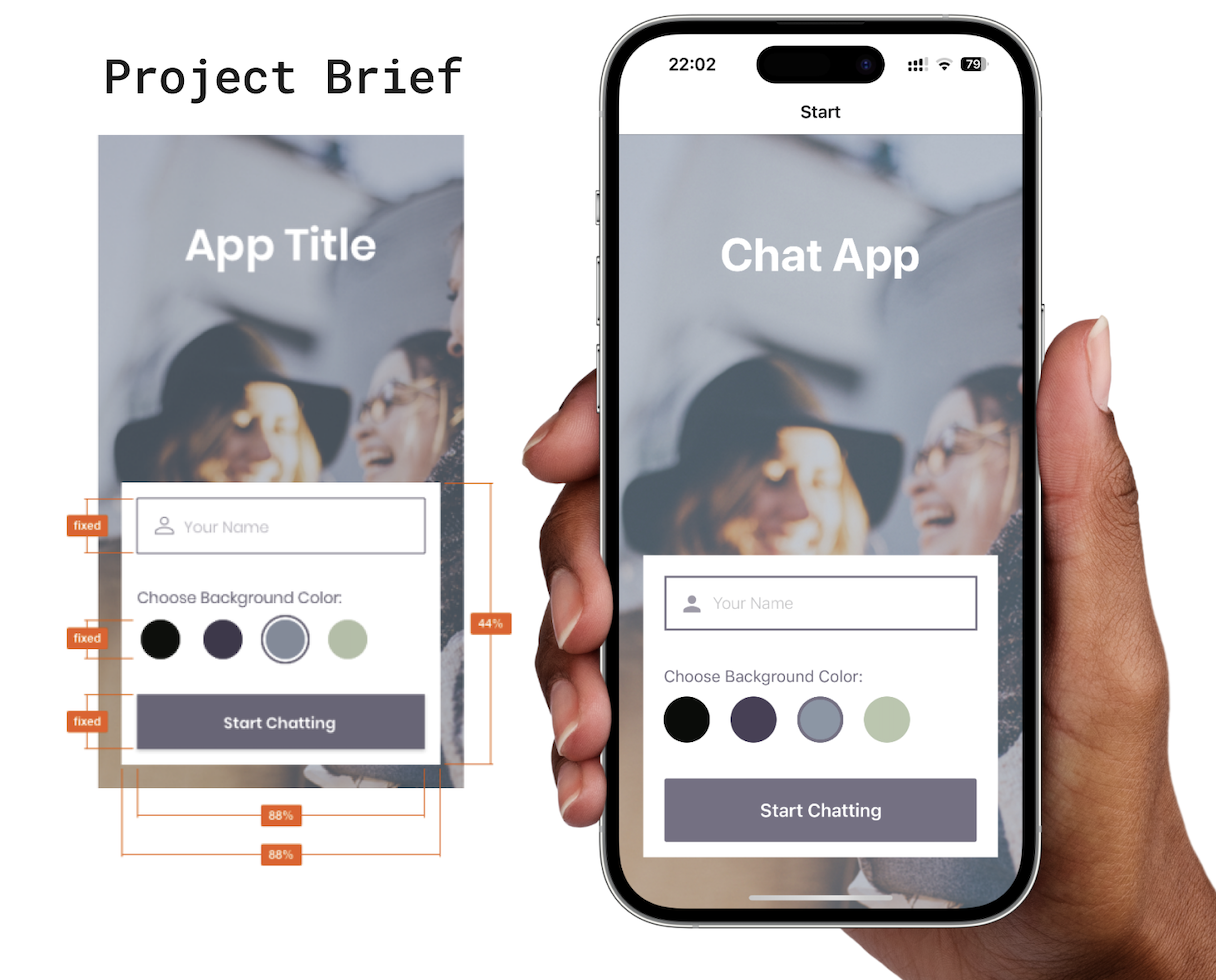 Project Brief
App Title
fixed
Your Name
Choose Background Color:
fixed
44%
fixed
Start Chatting
88%
88%
22:02
79
Start
Chat App
Your Name
Choose Background Color:
Start Chatting